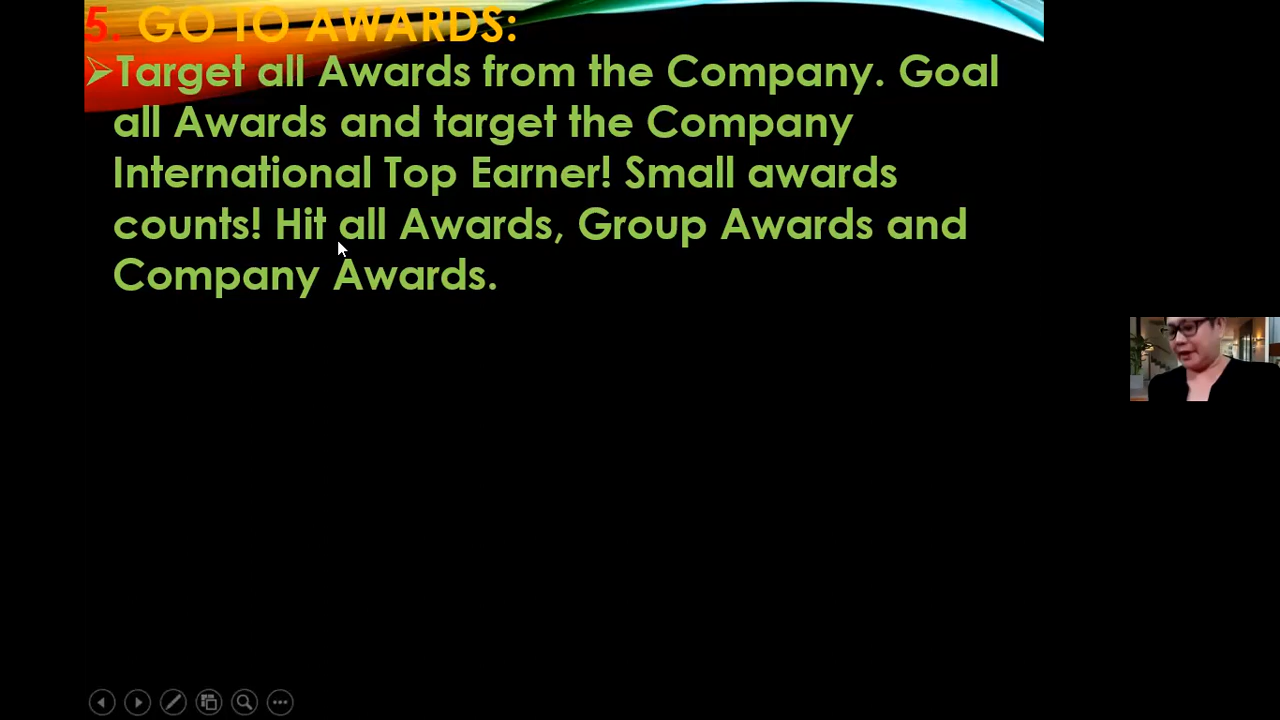 5. GO TO AWARDS:
➢Target all Awards from the Company. Goal
all Awards and target the Company
International Top Earner! Small awards
counts! Hit all Awards, Group Awards and
Company Awards.